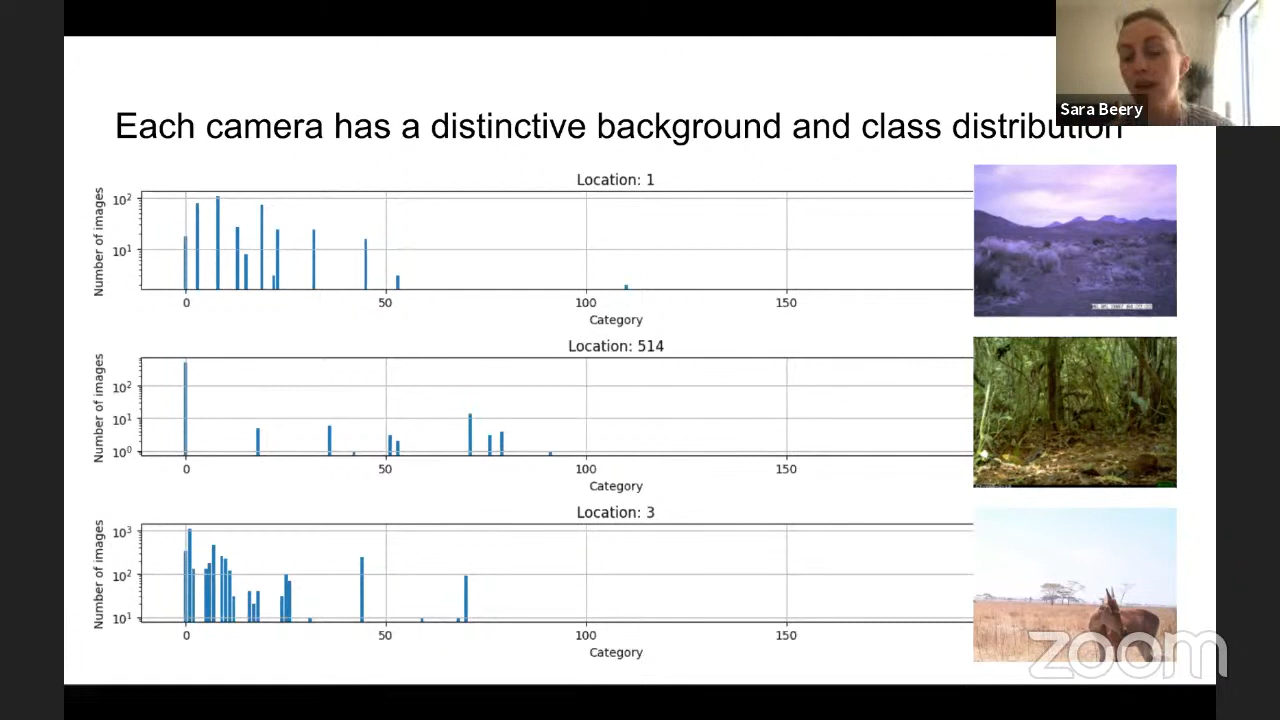 Sara Beery
Each camera has a distinctive background and class distribution
Location: 1
Number of images
10²
10¹
0 50 100 150
Category
Location: 514
Number of images
10²
10¹
10⁰
0 50 100 150
Category
Location: 3
Number of images
10³
10²
10¹
0 50 100 150
Category
zoom